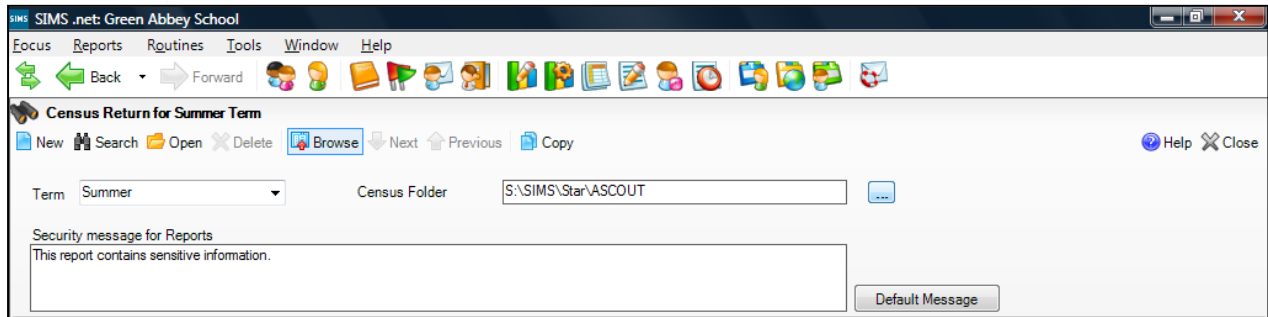 SIMS SIMS .net: Green Abbey School
Focus Reports Routines Tools Window Help
Back Forward
Census Return for Summer Term
New Search Open Delete Browse Next Previous Copy Help Close
Term Summer Census Folder S:\SIMS\Star\ASCOUT ...
Security message for Reports
This report contains sensitive information.
Default Message